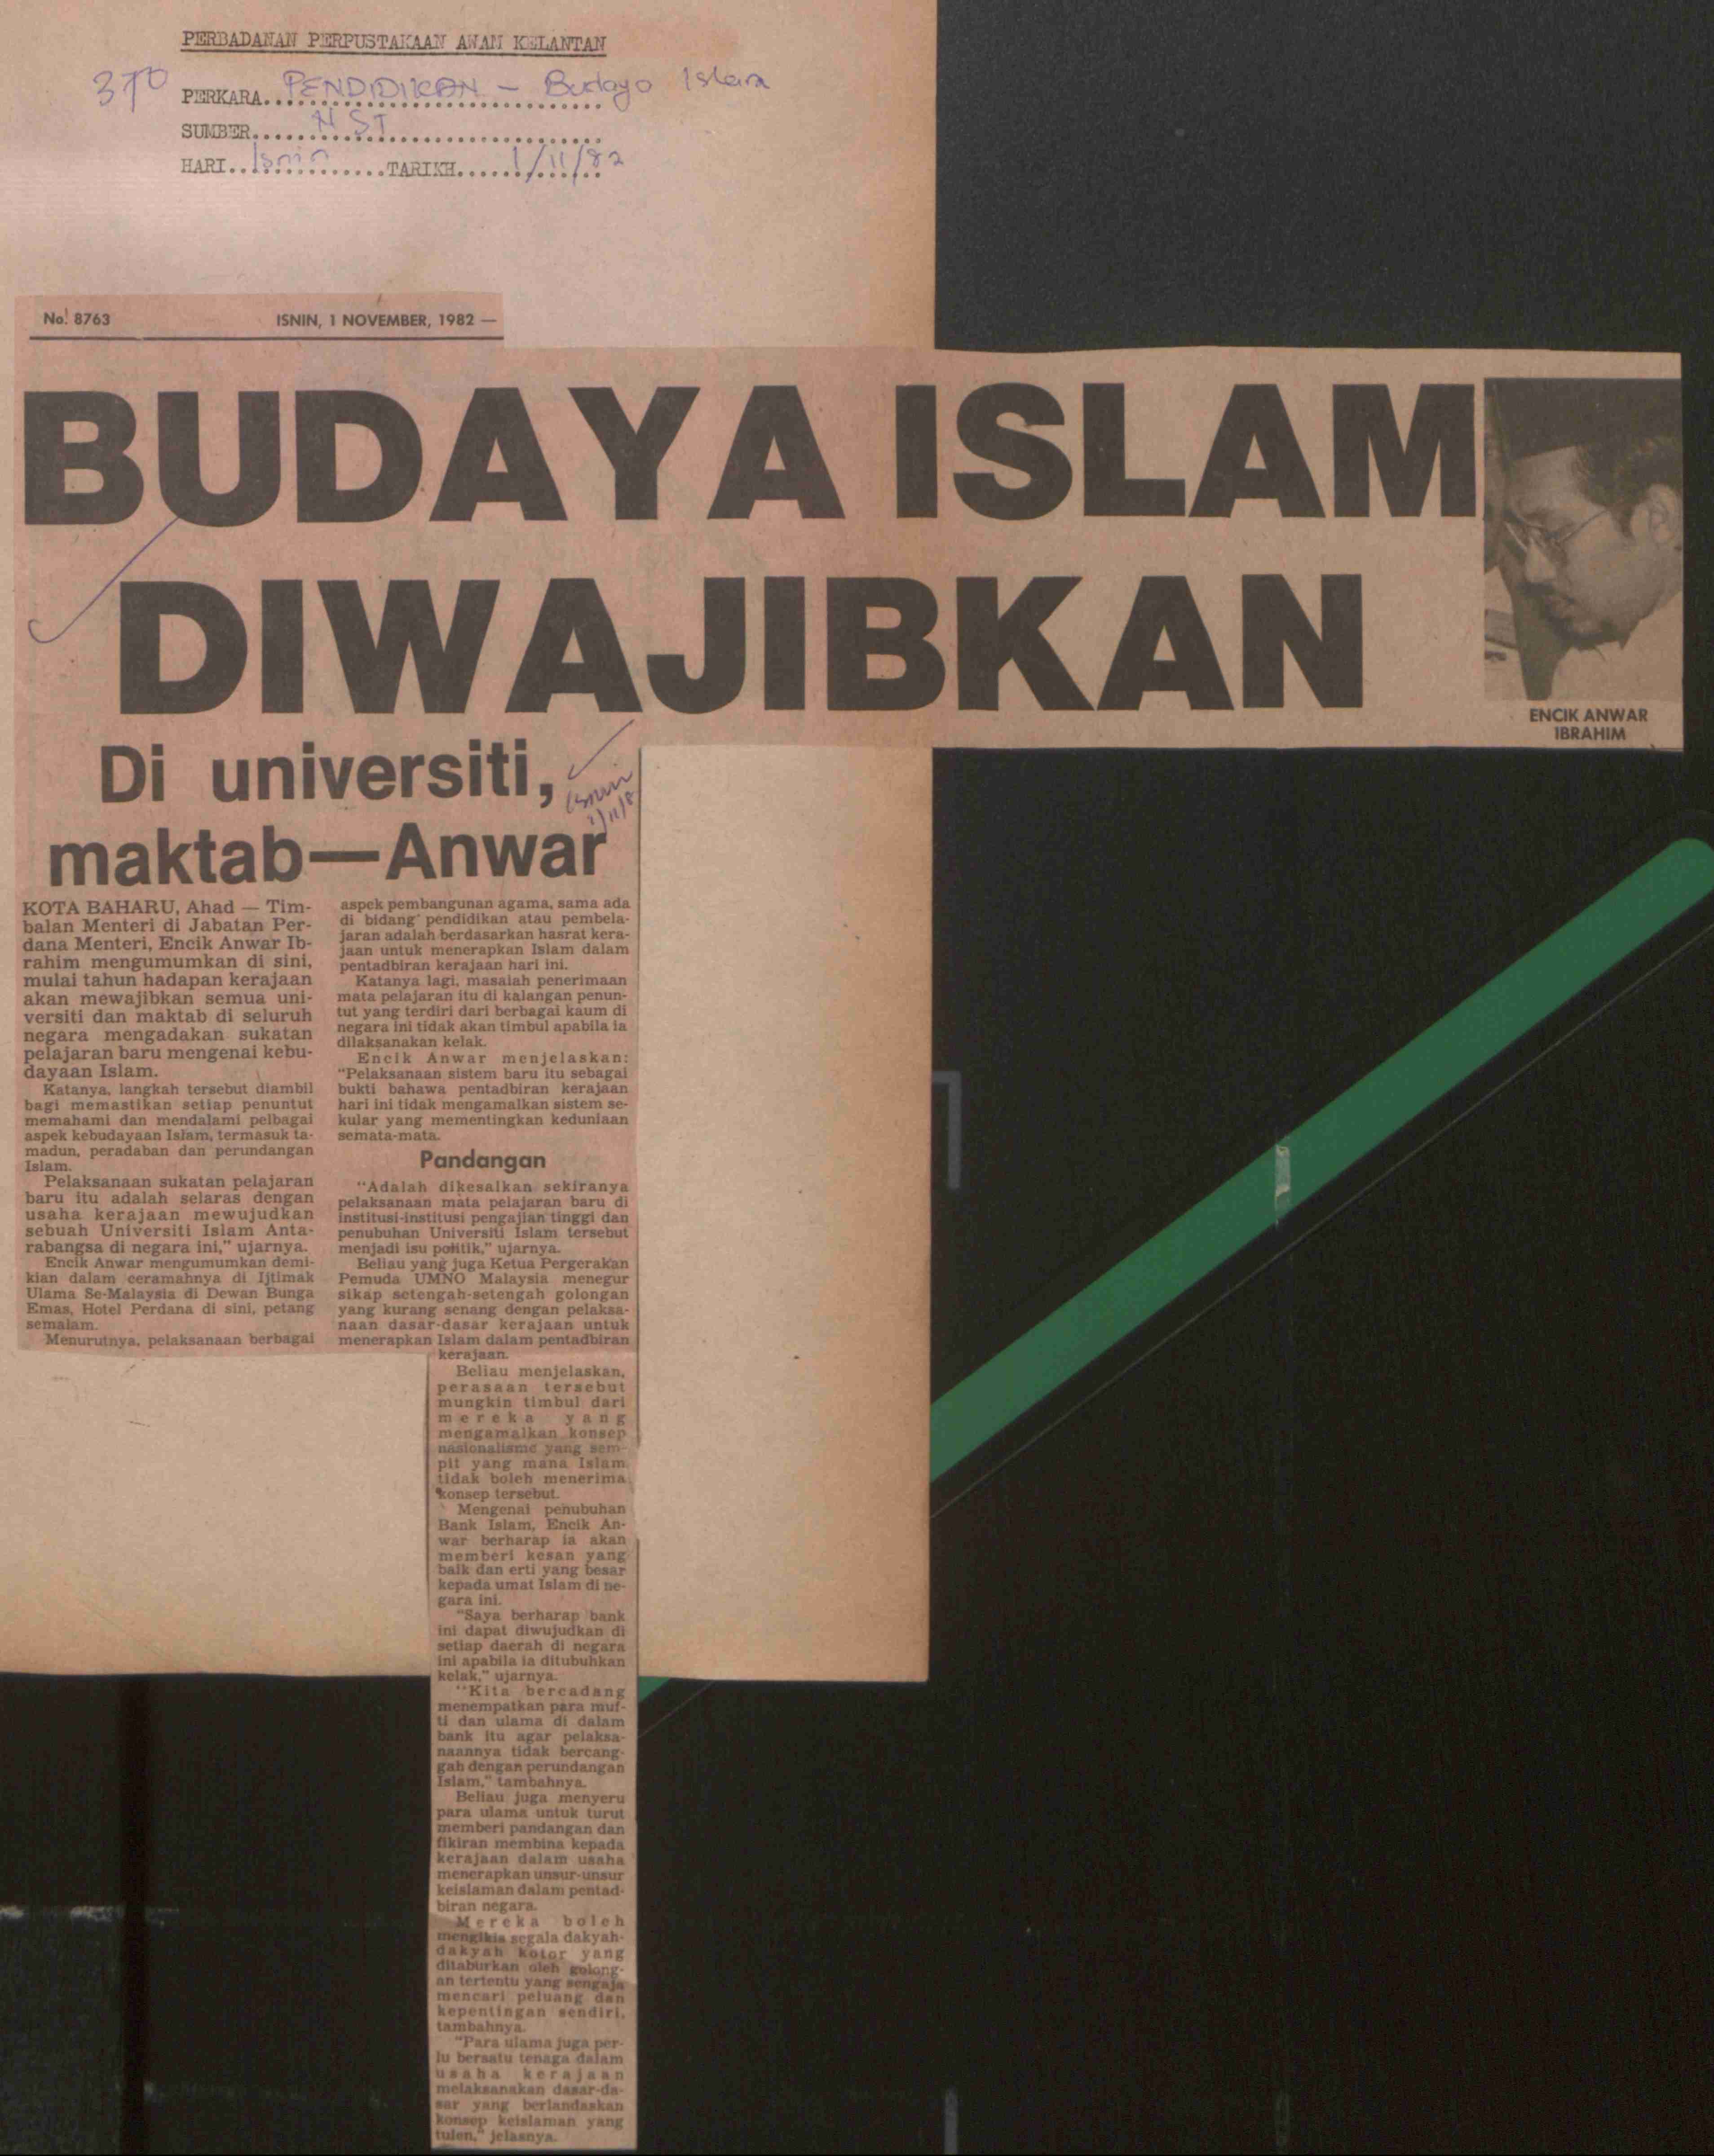 PERBADANAN PERPUSTAKAAN AWAM KELANTAN
370
PERKARA.. PENDIDIKAN - Budaya Islam
SUMBER..... NST
HARI.. Isnin .....TARIKH..... 1/11/82
No. 8763 ISNIN, 1 NOVEMBER, 1982 —
BUDAYA ISLAM
DIWAJIBKAN
ENCIK ANWAR
IBRAHIM
Di universiti,
maktab—Anwar
Isnin
1/11/8
KOTA BAHARU, Ahad — Tim-
balan Menteri di Jabatan Per-
dana Menteri, Encik Anwar Ib-
rahim mengumumkan di sini,
mulai tahun hadapan kerajaan
akan mewajibkan semua uni-
versiti dan maktab di seluruh
negara mengadakan sukatan
pelajaran baru mengenai kebu-
dayaan Islam.
Katanya, langkah tersebut diambil
bagi memastikan setiap penuntut
memahami dan mendalami pelbagai
aspek kebudayaan Islam, termasuk ta-
madun, peradaban dan perundangan
Islam.
Pelaksanaan sukatan pelajaran
baru itu adalah selaras dengan
usaha kerajaan mewujudkan
sebuah Universiti Islam Anta-
rabangsa di negara ini," ujarnya.
Encik Anwar mengumumkan demi-
kian dalam ceramahnya di Ijtimak
Ulama Se-Malaysia di Dewan Bunga
Emas, Hotel Perdana di sini, petang
semalam.
Menurutnya, pelaksanaan berbagai
aspek pembangunan agama, sama ada
di bidang pendidikan atau pembela-
jaran adalah berdasarkan hasrat kera-
jaan untuk menerapkan Islam dalam
pentadbiran kerajaan hari ini.
Katanya lagi, masalah penerimaan
mata pelajaran itu di kalangan penun-
tut yang terdiri dari berbagai kaum di
negara ini tidak akan timbul apabila ia
dilaksanakan kelak.
Encik Anwar menjelaskan:
"Pelaksanaan sistem baru itu sebagai
bukti bahawa pentadbiran kerajaan
hari ini tidak mengamalkan sistem se-
kular yang mementingkan keduniaan
semata-mata.
Pandangan
"Adalah dikesalkan sekiranya
pelaksanaan mata pelajaran baru di
institusi-institusi pengajian tinggi dan
penubuhan Universiti Islam tersebut
menjadi isu politik," ujarnya.
Beliau yang juga Ketua Pergerakan
Pemuda UMNO Malaysia menegur
sikap setengah-setengah golongan
yang kurang senang dengan pelaksa-
naan dasar-dasar kerajaan untuk
menerapkan Islam dalam pentadbiran
kerajaan.
Beliau menjelaskan,
perasaan tersebut
mungkin timbul dari
mereka yang
mengamalkan konsep
nasionalisme yang sem-
pit yang mana Islam
tidak boleh menerima
konsep tersebut.
Mengenai penubuhan
Bank Islam, Encik An-
war berharap ia akan
memberi kesan yang
baik dan erti yang besar
kepada umat Islam di ne-
gara ini.
"Saya berharap bank
ini dapat diwujudkan di
setiap daerah di negara
ini apabila ia ditubuhkan
kelak," ujarnya.
"Kita bercadang
menempatkan para muf-
ti dan ulama di dalam
bank itu agar pelaksa-
naannya tidak bercang-
gah dengan perundangan
Islam," tambahnya.
Beliau juga menyeru
para ulama untuk turut
memberi pandangan dan
fikiran membina kepada
kerajaan dalam usaha
menerapkan unsur-unsur
keislaman dalam pentad-
biran negara.
Mereka boleh
mengikis segala dakyah-
dakyah kotor yang
ditaburkan oleh golong-
an tertentu yang sengaja
mencari peluang dan
kepentingan sendiri,
tambahnya.
"Para ulama juga per-
lu bersatu tenaga dalam
usaha kerajaan
melaksanakan dasar-da-
sar yang berlandaskan
konsep keislaman yang
tulen," jelasnya.